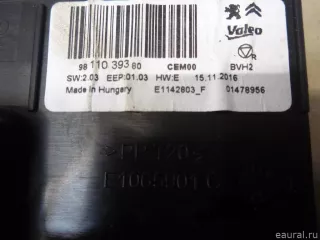 Valeo
98 110 393 80 CEM00 BVH2
SW:2.03 EEP:01.03 HW:E 15.11.2016
Made in Hungary E1142803_F 01478956
eaural.ru